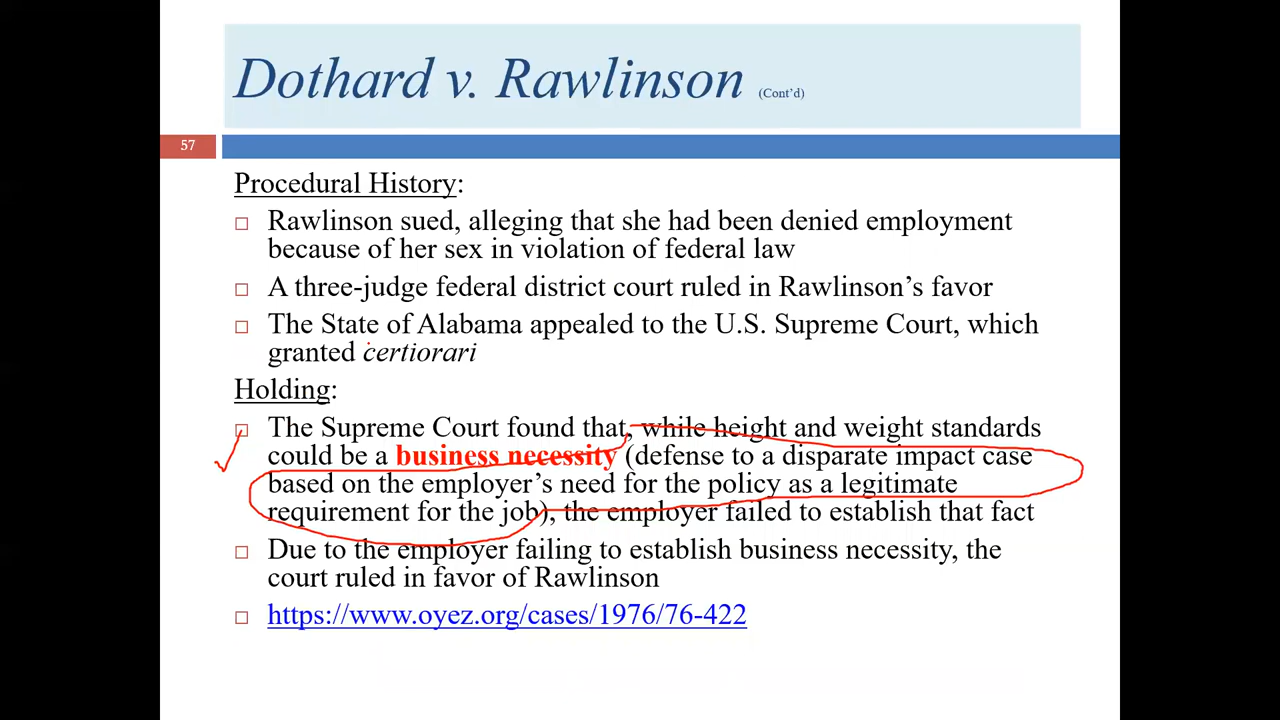 Dothard v. Rawlinson (Cont’d)
57
Procedural History:
Rawlinson sued, alleging that she had been denied employment
because of her sex in violation of federal law
A three-judge federal district court ruled in Rawlinson’s favor
The State of Alabama appealed to the U.S. Supreme Court, which
granted certiorari
Holding:
The Supreme Court found that, while height and weight standards
could be a business necessity (defense to a disparate impact case
based on the employer’s need for the policy as a legitimate
requirement for the job), the employer failed to establish that fact
Due to the employer failing to establish business necessity, the
court ruled in favor of Rawlinson
https://www.oyez.org/cases/1976/76-422